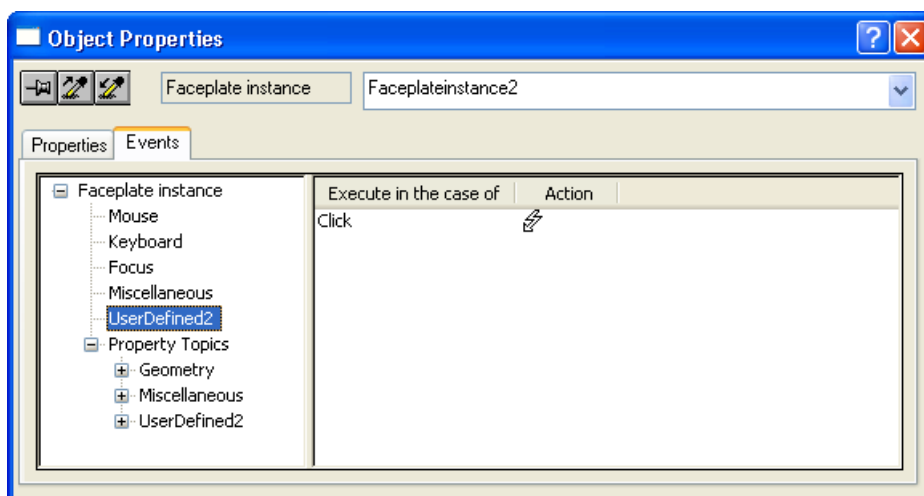 Object Properties
Faceplate instance Faceplateinstance2
Properties Events
Faceplate instance
Mouse
Keyboard
Focus
Miscellaneous
UserDefined2
Property Topics
Geometry
Miscellaneous
UserDefined2
Execute in the case of Action
Click